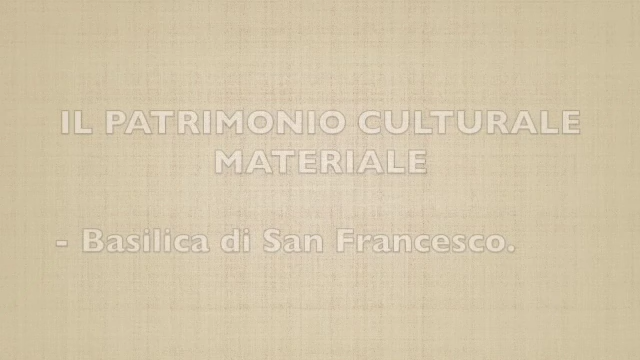 IL PATRIMONIO CULTURALE
MATERIALE
- Basilica di San Francesco.